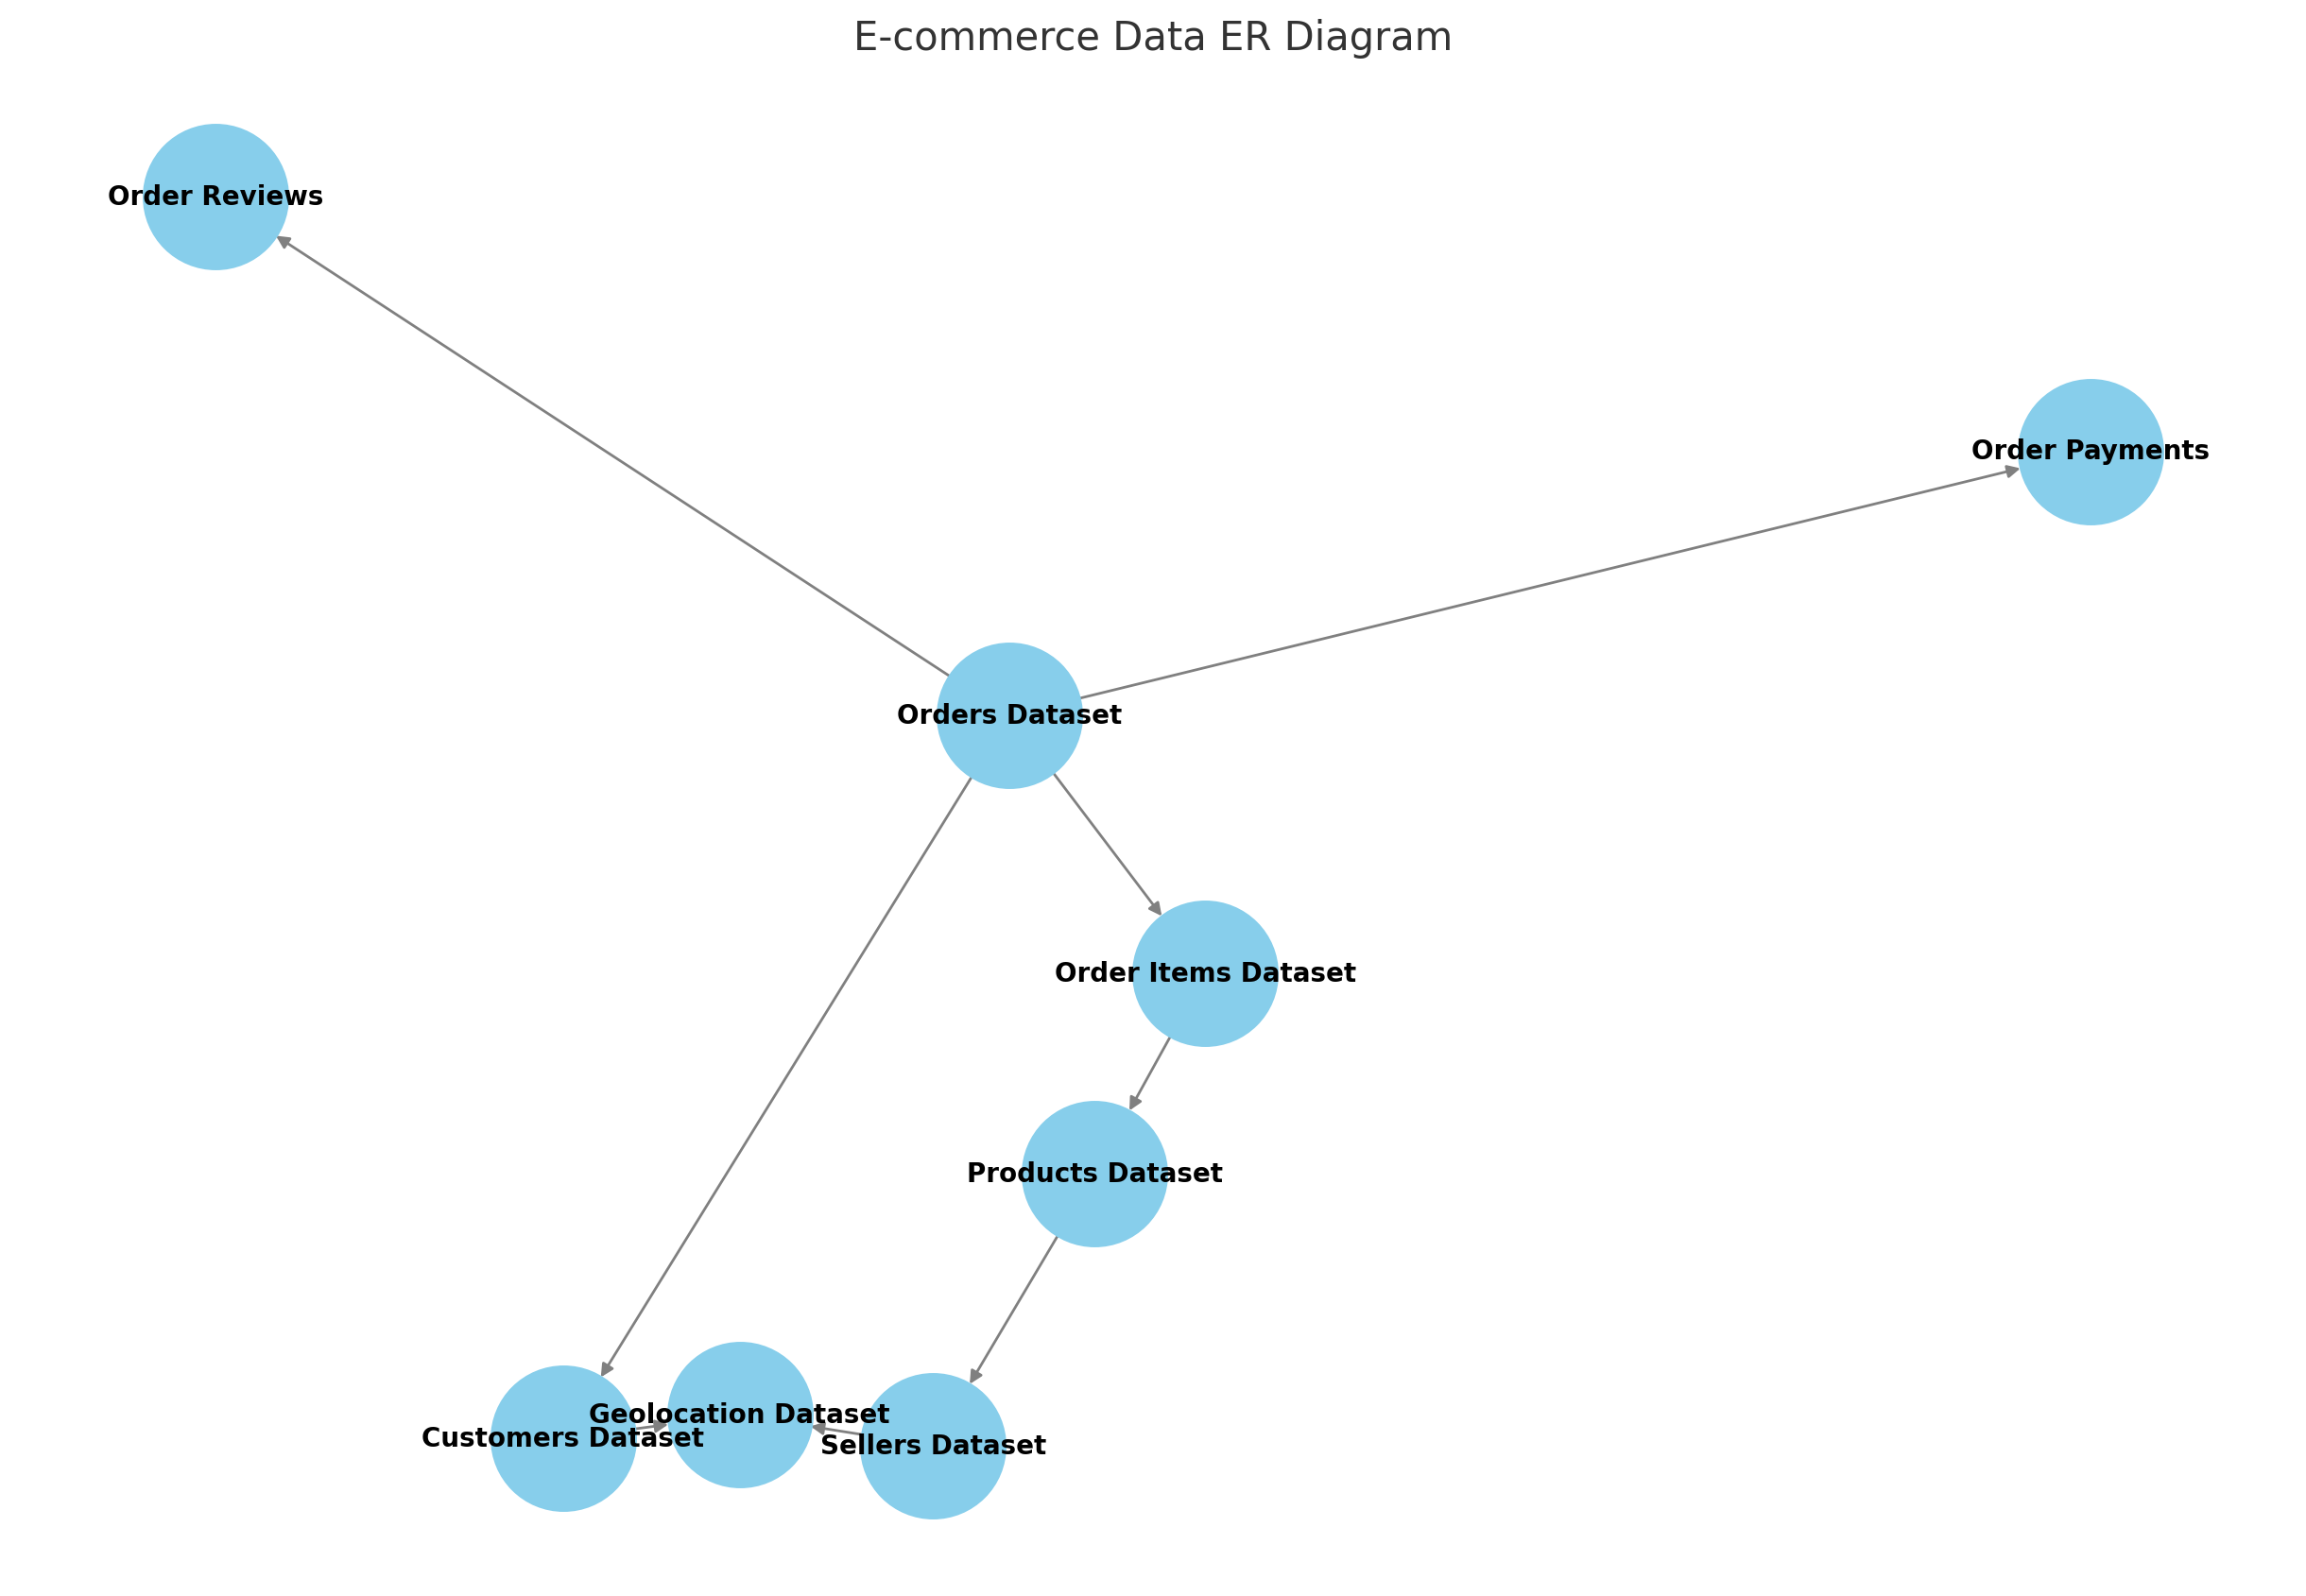 E-commerce Data ER Diagram
Order Reviews
Order Payments
Orders Dataset
Order Items Dataset
Products Dataset
Geolocation Dataset
Customers Dataset
Sellers Dataset